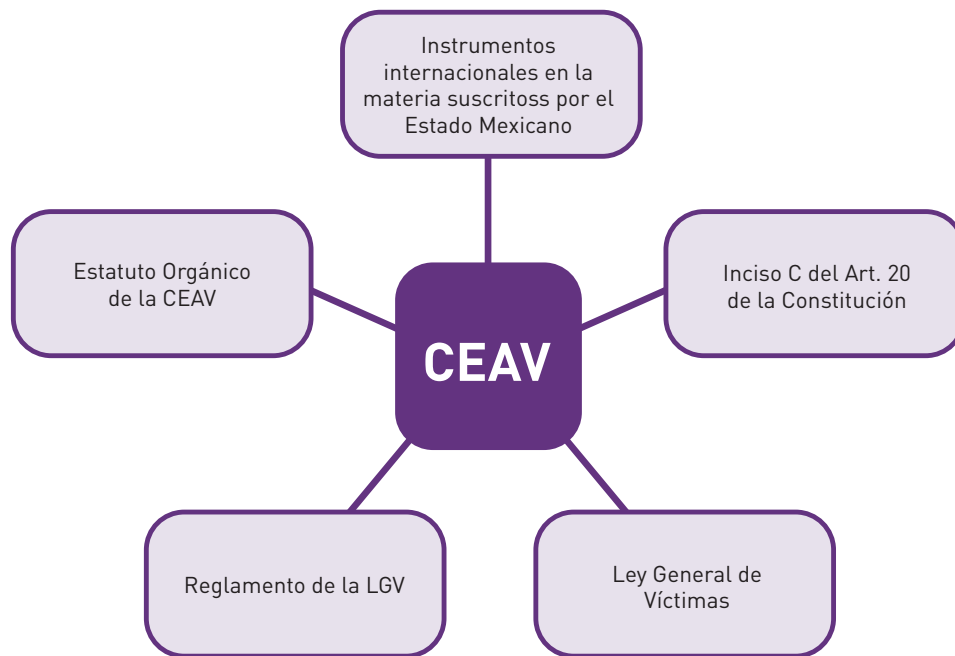 Instrumentos
internacionales en la
materia suscritoss por el
Estado Mexicano
Estatuto Orgánico
de la CEAV
Inciso C del Art. 20
de la Constitución
CEAV
Reglamento de la LGV
Ley General de
Víctimas